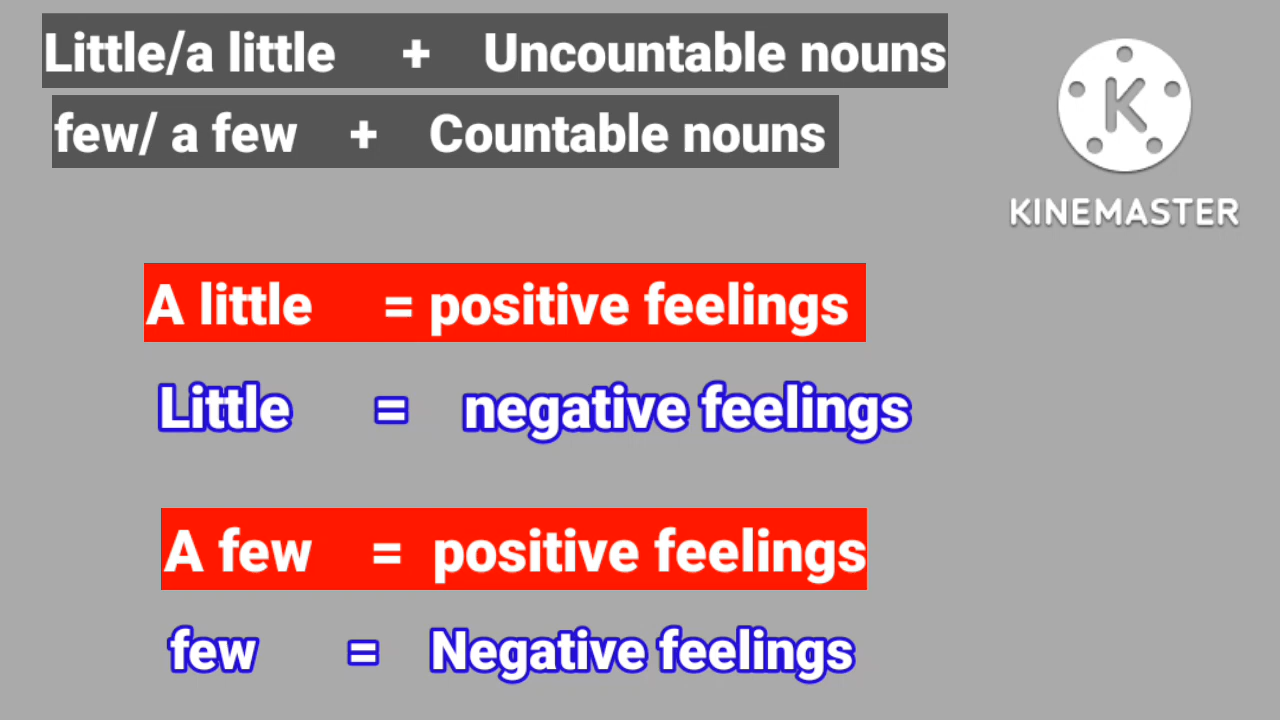 Little/a little + Uncountable nouns
few/ a few + Countable nouns
K
KINEMASTER
A little = positive feelings
Little = negative feelings
A few = positive feelings
few = Negative feelings